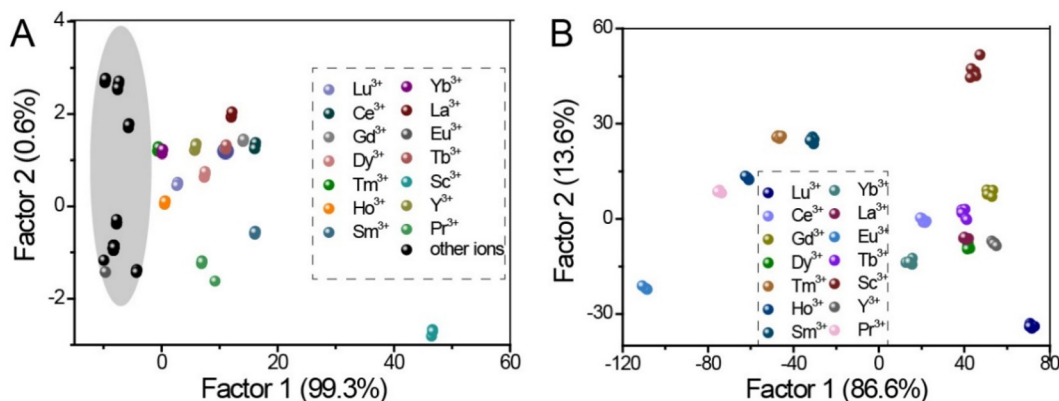 A
Factor 2 (0.6%)
4
2
0
-2
0
20
40
60
Factor 1 (99.3%)
Lu³⁺
Ce³⁺
Gd³⁺
Dy³⁺
Tm³⁺
Ho³⁺
Sm³⁺
Yb³⁺
La³⁺
Eu³⁺
Tb³⁺
Sc³⁺
Y³⁺
Pr³⁺
other ions
B
Factor 2 (13.6%)
60
30
0
-30
-120
-80
-40
0
40
80
Factor 1 (86.6%)
Lu³⁺
Ce³⁺
Gd³⁺
Dy³⁺
Tm³⁺
Ho³⁺
Sm³⁺
Yb³⁺
La³⁺
Eu³⁺
Tb³⁺
Sc³⁺
Y³⁺
Pr³⁺